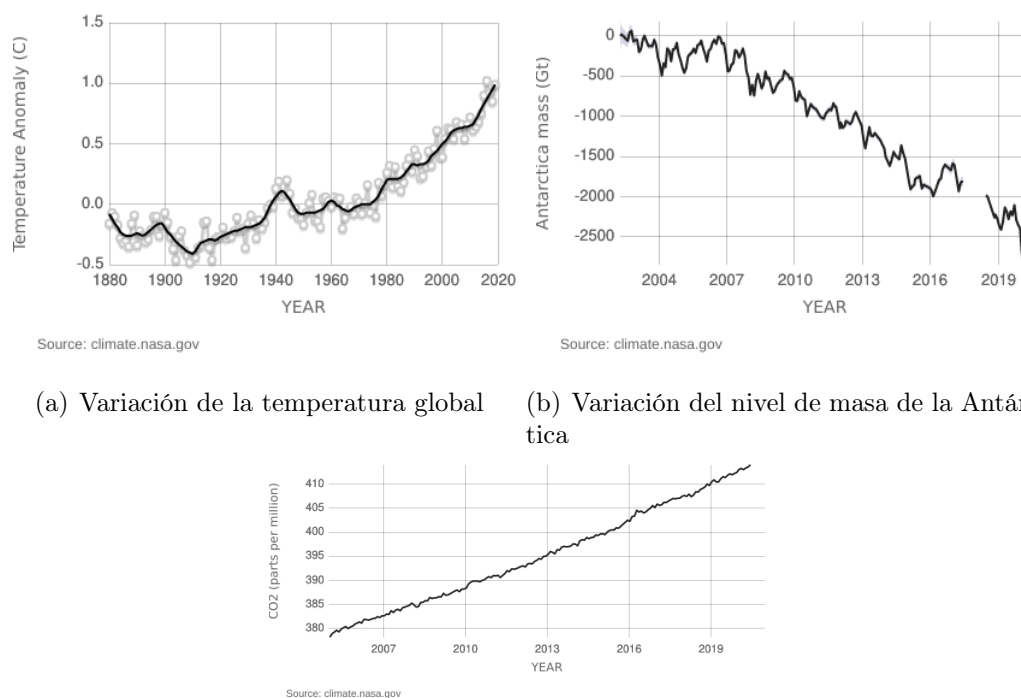 1.5
1.0
0.5
0.0
-0.5
Temperature Anomaly (C)
1880 1900 1920 1940 1960 1980 2000 2020
YEAR
Source: climate.nasa.gov
0
-500
-1000
-1500
-2000
-2500
Antarctica mass (Gt)
2004 2007 2010 2013 2016 2019
YEAR
Source: climate.nasa.gov
(a) Variación de la temperatura global
(b) Variación del nivel de masa de la Antár
tica
410
405
400
395
390
385
380
CO2 (parts per million)
2007 2010 2013 2016 2019
YEAR
Source: climate.nasa.gov